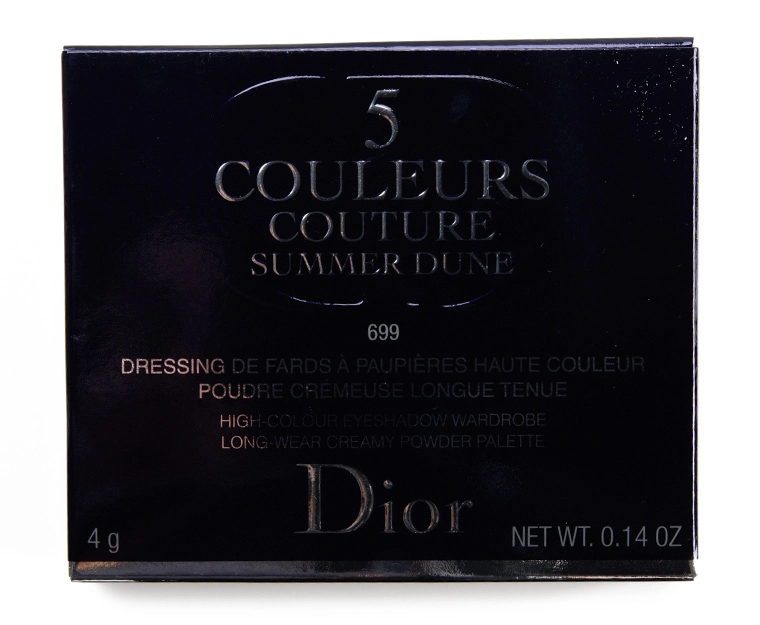 5
COULEURS
COUTURE
SUMMER DUNE
699
DRESSING DE FARDS À PAUPIÈRES HAUTE COULEUR
POUDRE CRÉMEUSE LONGUE TENUE
HIGH-COLOUR EYESHADOW WARDROBE
LONG-WEAR CREAMY POWDER PALETTE
Dior
4 g
NET WT. 0.14 OZ